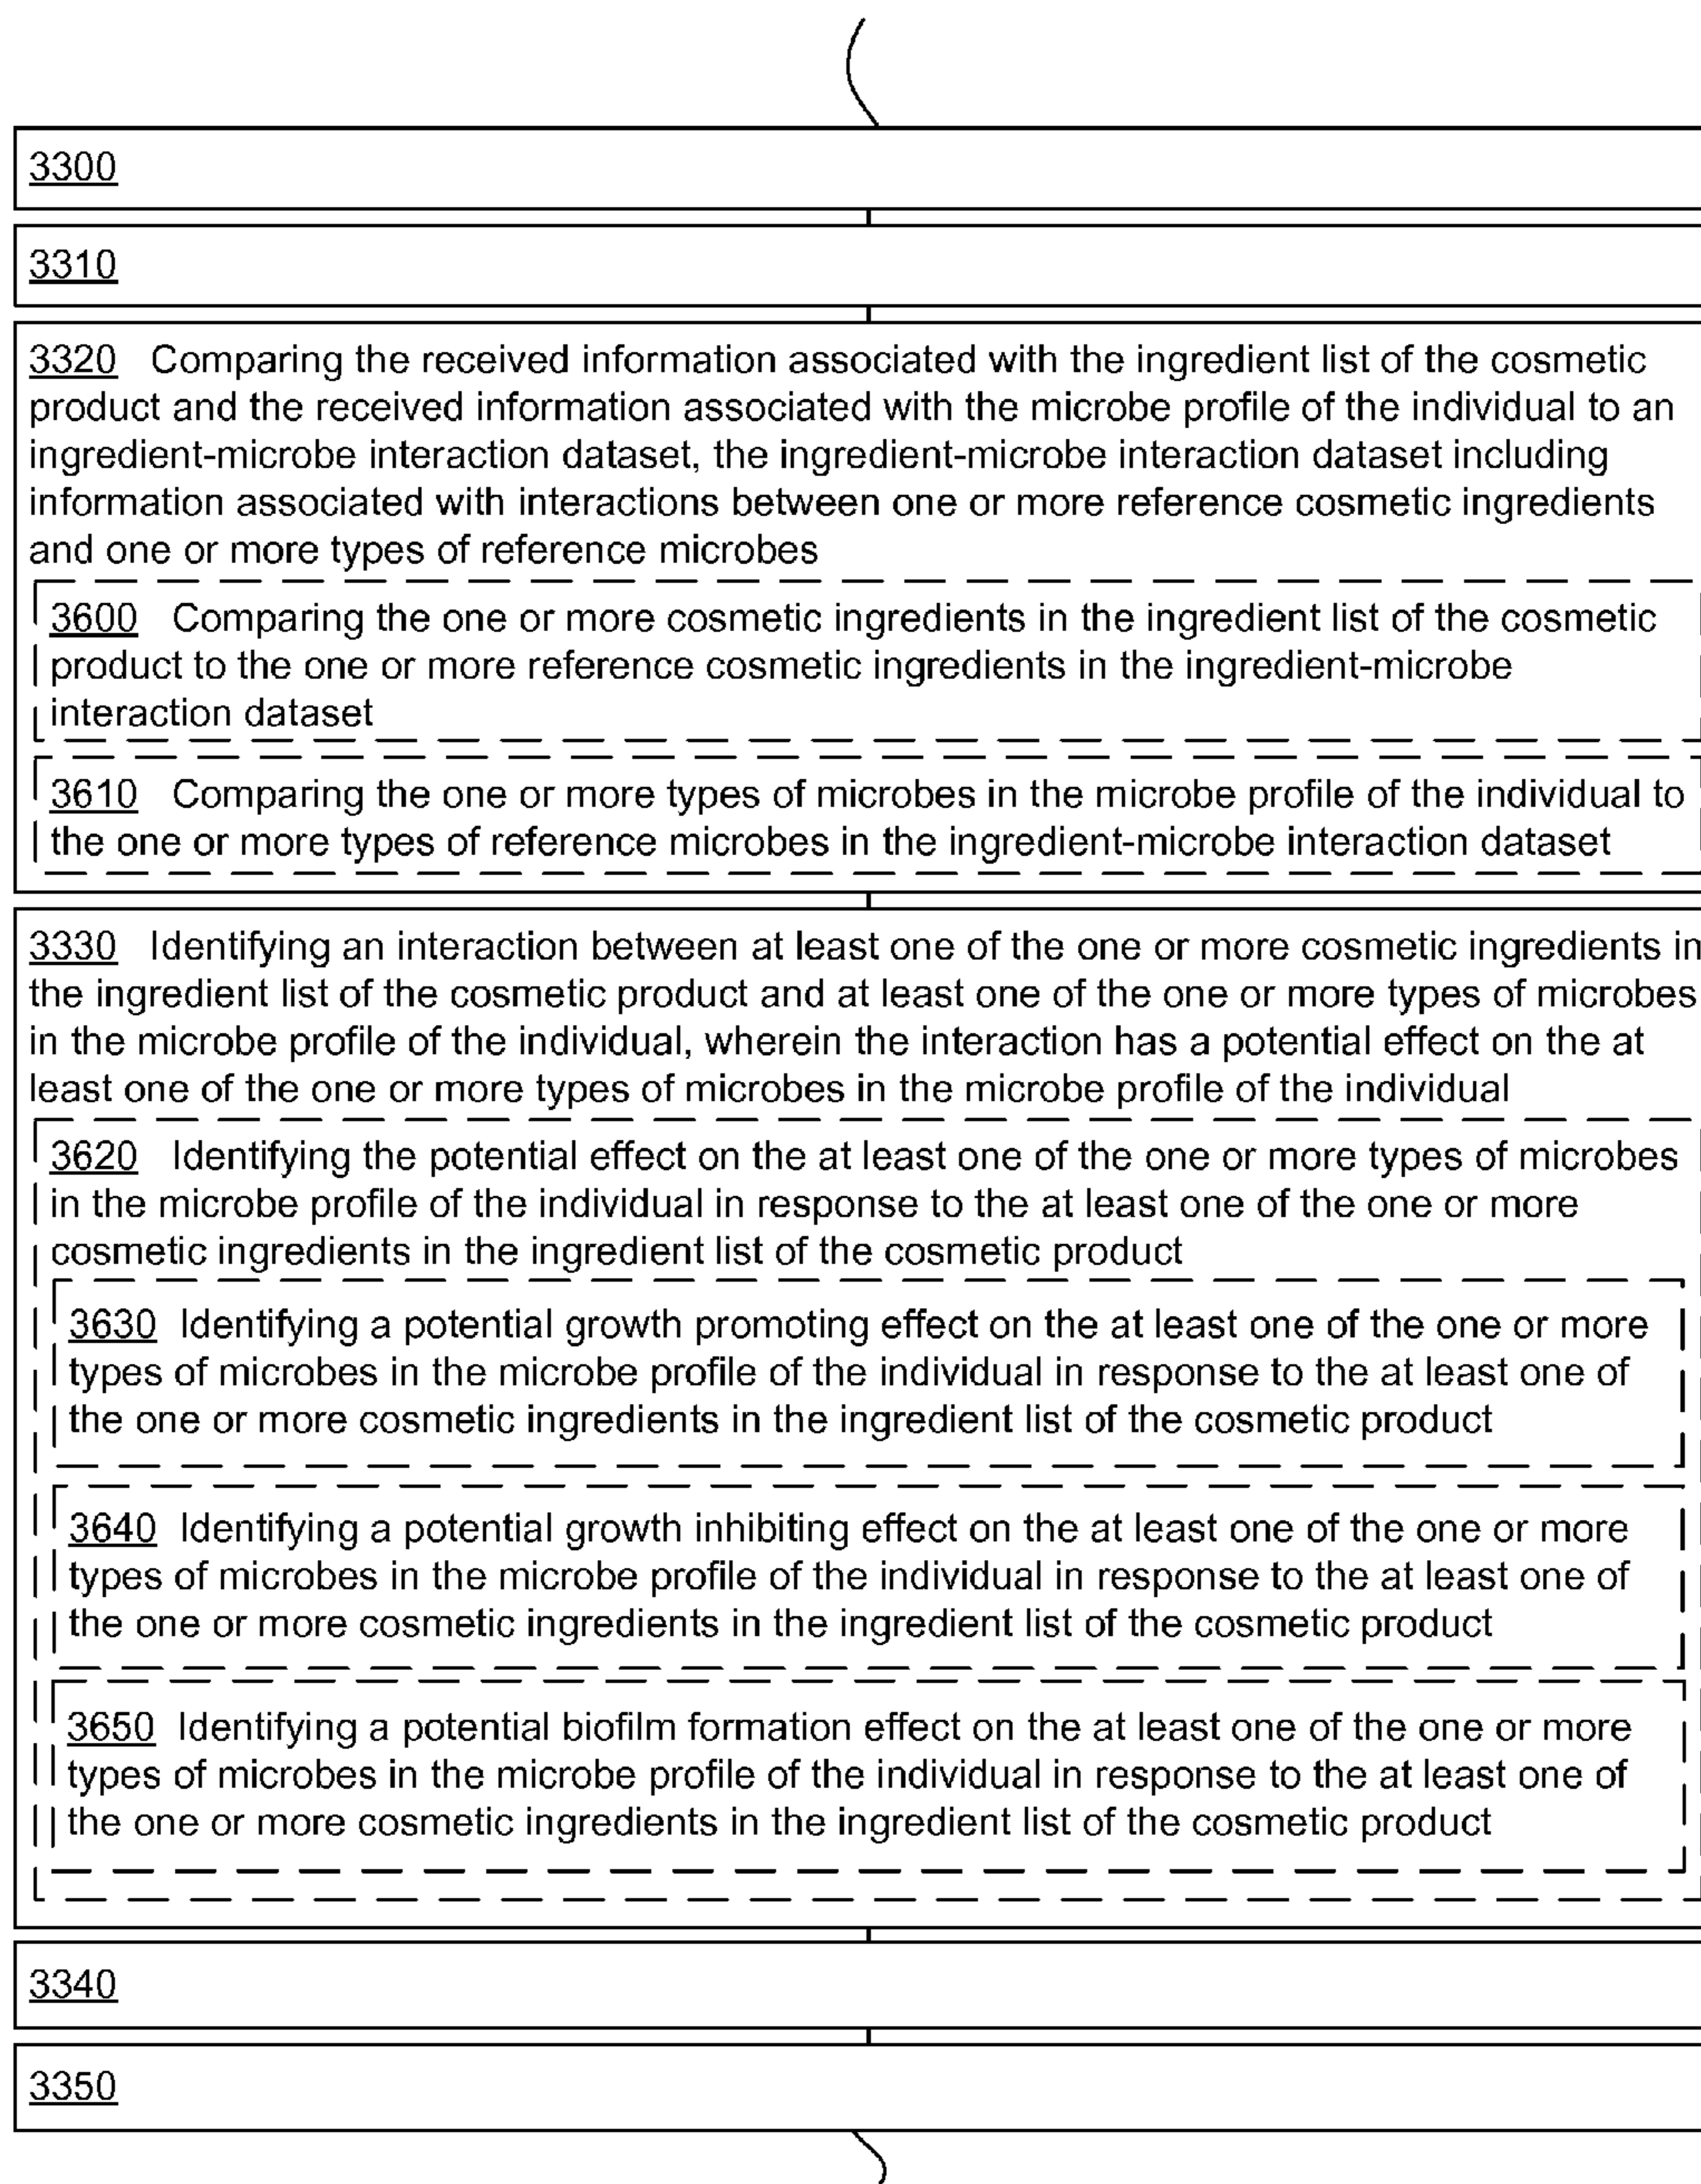 3300
3310
3320 Comparing the received information associated with the ingredient list of the cosmetic
product and the received information associated with the microbe profile of the individual to an
ingredient-microbe interaction dataset, the ingredient-microbe interaction dataset including
information associated with interactions between one or more reference cosmetic ingredients
and one or more types of reference microbes
3600 Comparing the one or more cosmetic ingredients in the ingredient list of the cosmetic
product to the one or more reference cosmetic ingredients in the ingredient-microbe
interaction dataset
3610 Comparing the one or more types of microbes in the microbe profile of the individual to
the one or more types of reference microbes in the ingredient-microbe interaction dataset
3330 Identifying an interaction between at least one of the one or more cosmetic ingredients in
the ingredient list of the cosmetic product and at least one of the one or more types of microbes
in the microbe profile of the individual, wherein the interaction has a potential effect on the at
least one of the one or more types of microbes in the microbe profile of the individual
3620 Identifying the potential effect on the at least one of the one or more types of microbes
in the microbe profile of the individual in response to the at least one of the one or more
cosmetic ingredients in the ingredient list of the cosmetic product
3630 Identifying a potential growth promoting effect on the at least one of the one or more
types of microbes in the microbe profile of the individual in response to the at least one of
the one or more cosmetic ingredients in the ingredient list of the cosmetic product
3640 Identifying a potential growth inhibiting effect on the at least one of the one or more
types of microbes in the microbe profile of the individual in response to the at least one of
the one or more cosmetic ingredients in the ingredient list of the cosmetic product
3650 Identifying a potential biofilm formation effect on the at least one of the one or more
types of microbes in the microbe profile of the individual in response to the at least one of
the one or more cosmetic ingredients in the ingredient list of the cosmetic product
3340
3350